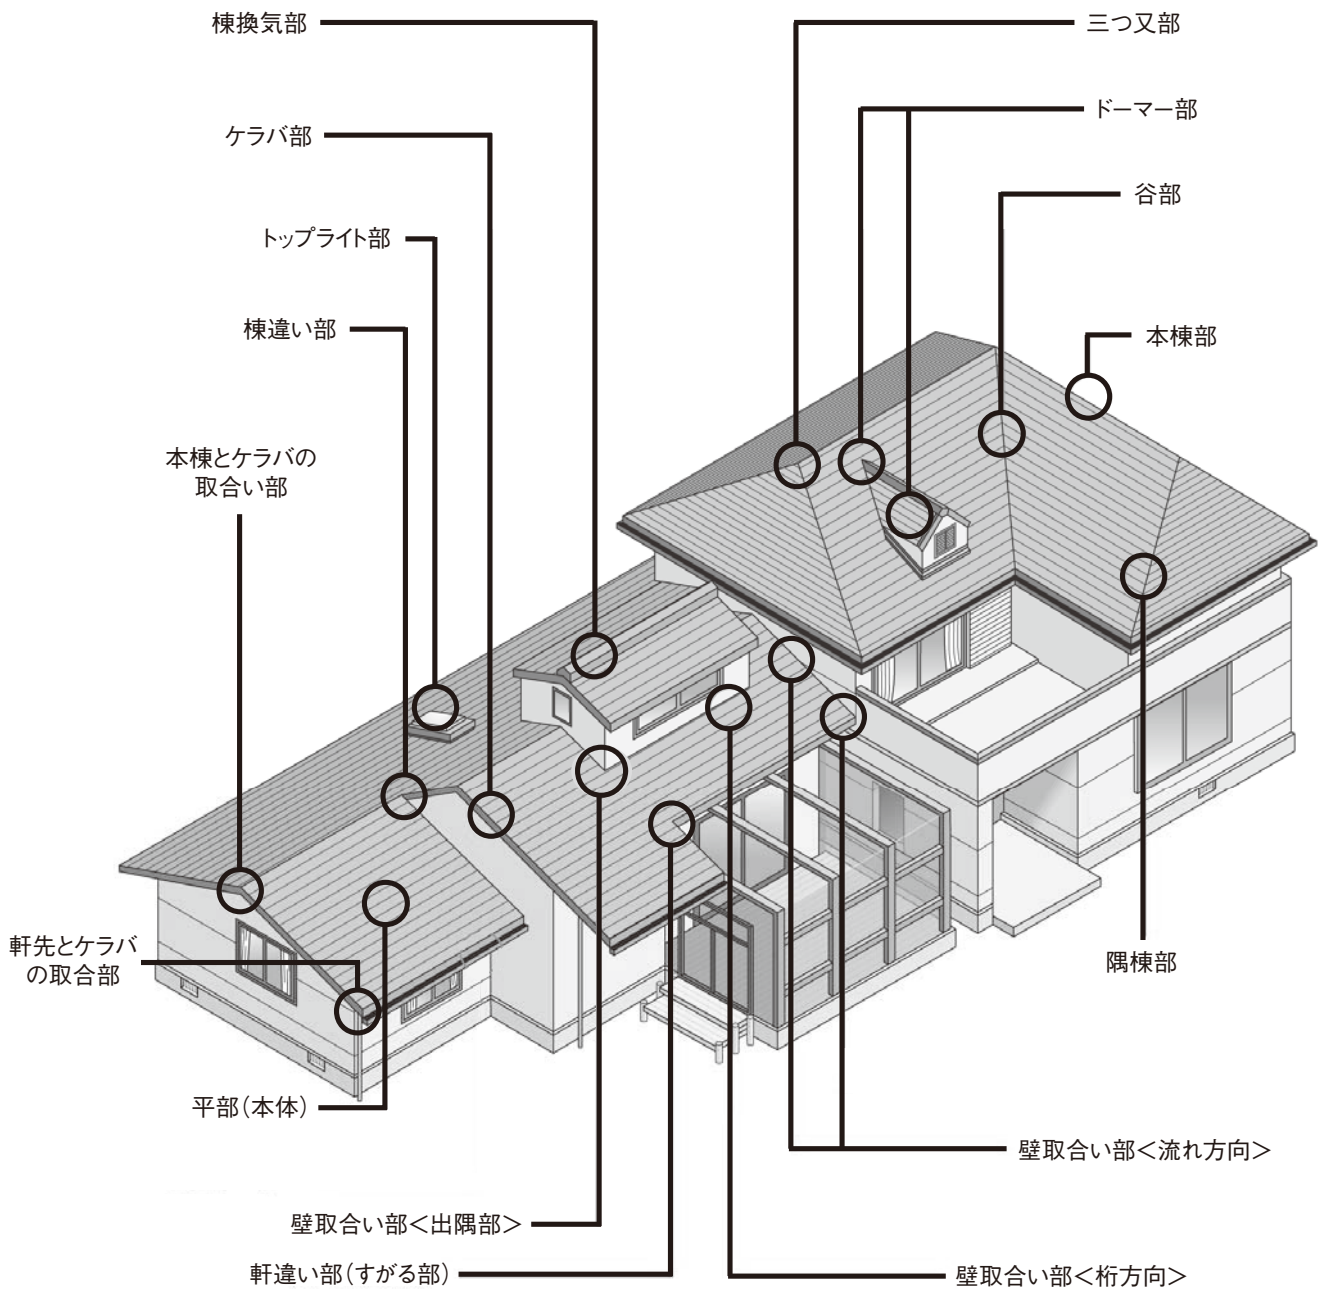 棟換気部
三つ又部
ドーマー部
ケラバ部
谷部
トップライト部
棟違い部
本棟部
本棟とケラバの
取合い部
軒先とケラバ
の取合部
隅棟部
平部(本体)
壁取合い部<流れ方向>
壁取合い部<出隅部>
軒違い部(すがる部)
壁取合い部<桁方向>